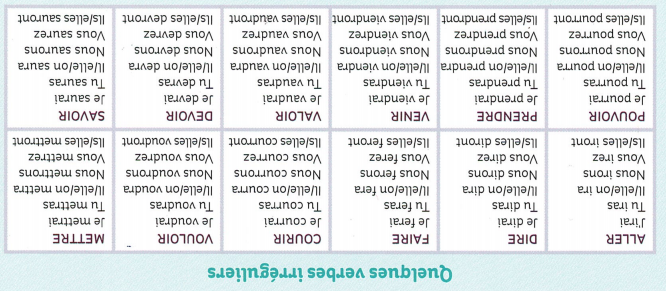 Quelques verbes irréguliers
ALLER
J'irai
Tu iras
Il/elle/on ira
Nous irons
Vous irez
Ils/elles iront
DIRE
Je dirai
Tu diras
Il/elle/on dira
Nous dirons
Vous direz
Ils/elles diront
FAIRE
Je ferai
Tu feras
Il/elle/on fera
Nous ferons
Vous ferez
Ils/elles feront
COURIR
Je courrai
Tu courras
Il/elle/on courra
Nous courrons
Vous courrez
Ils/elles courront
VOULOIR
Je voudrai
Tu voudras
Il/elle/on voudra
Nous voudrons
Vous voudrez
Ils/elles voudront
METTRE
Je mettrai
Tu mettras
Il/elle/on mettra
Nous mettrons
Vous mettrez
Ils/elles mettront
POUVOIR
Je pourrai
Tu pourras
Il/elle/on pourra
Nous pourrons
Vous pourrez
Ils/elles pourront
PRENDRE
Je prendrai
Tu prendras
Il/elle/on prendra
Nous prendrons
Vous prendrez
Ils/elles prendront
VENIR
Je viendrai
Tu viendras
Il/elle/on viendra
Nous viendrons
Vous viendrez
Ils/elles viendront
VALOIR
Je vaudrai
Tu vaudras
Il/elle/on vaudra
Nous vaudrons
Vous vaudrez
Ils/elles vaudront
DEVOIR
Je devrai
Tu devras
Il/elle/on devra
Nous devrons
Vous devrez
Ils/elles devront
SAVOIR
Je saurai
Tu sauras
Il/elle/on saura
Nous saurons
Vous saurez
Ils/elles sauront